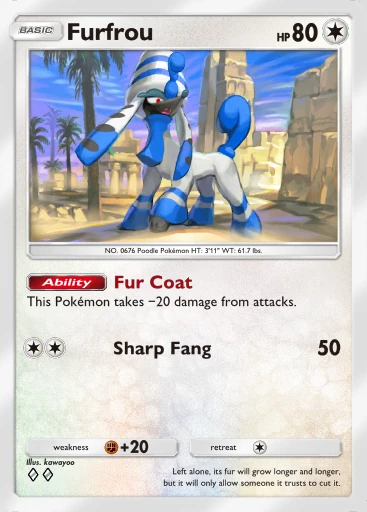 BASIC Furfrou HP 80
NO. 0676 Poodle Pokémon HT: 3'11" WT: 61.7 lbs.
Ability Fur Coat
This Pokémon takes −20 damage from attacks.
Sharp Fang 50
weakness +20 retreat
Illus. kawayoo
Left alone, its fur will grow longer and longer,
but it will only allow someone it trusts to cut it.